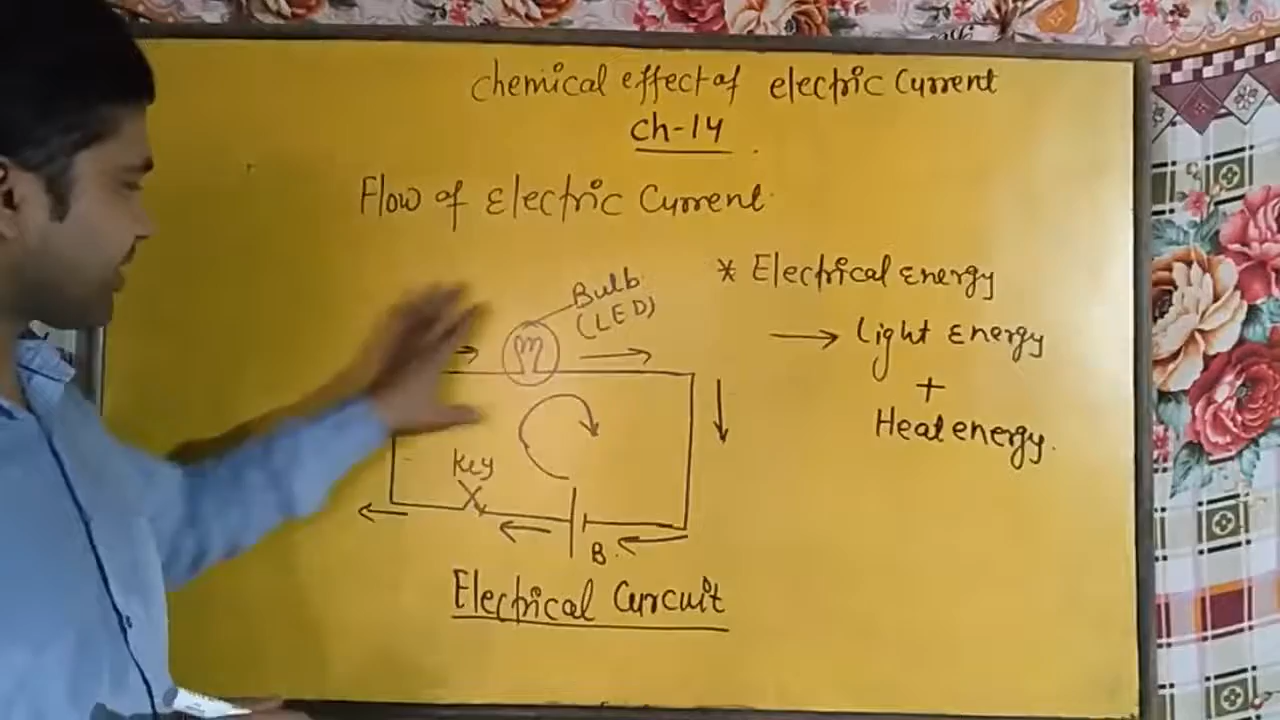 Chemical effect of electric Current
Ch-14
Flow of Electric Current
Bulb
(LED)
* Electrical Energy
→ Light Energy
+
Heat energy.
Key
B.
Electrical Curcuit